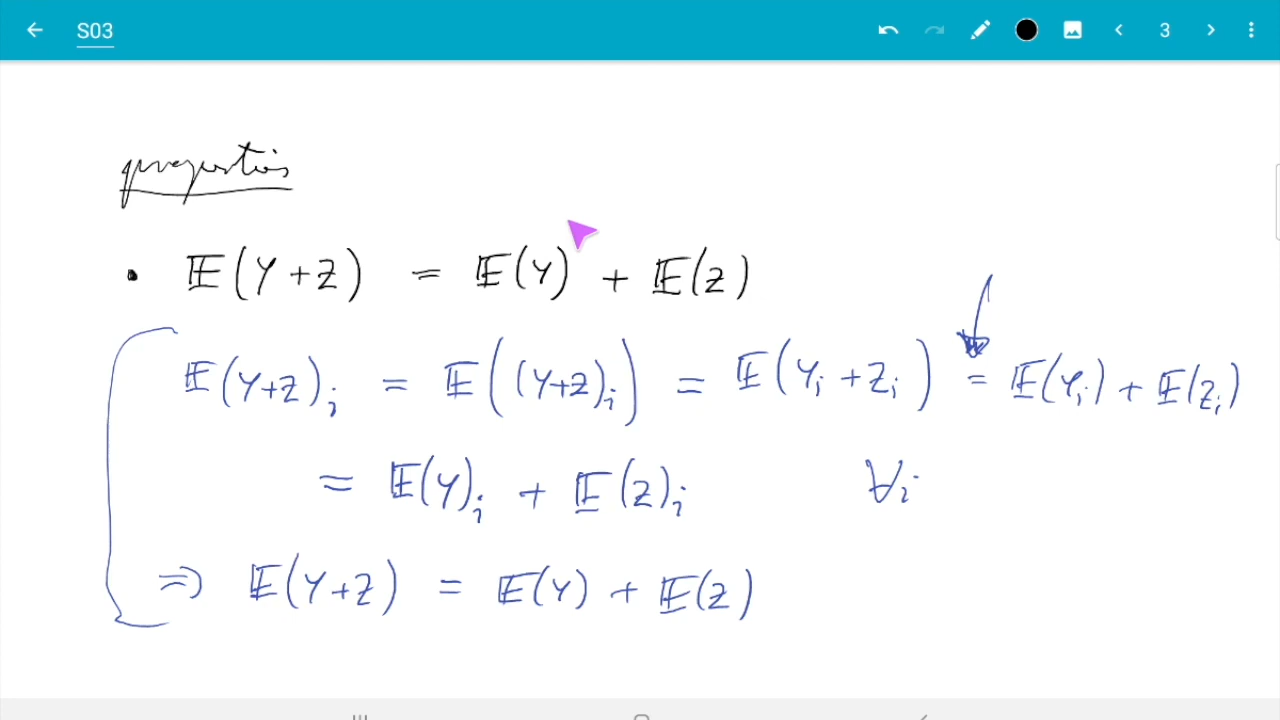 S03
3
properties
• 𝔼(Y+Z) = 𝔼(Y) + 𝔼(Z)
𝔼(Y+Z)ᵢ = 𝔼((Y+Z)ᵢ) = 𝔼(Yᵢ + Zᵢ) = 𝔼(Yᵢ) + 𝔼(Zᵢ)
= 𝔼(Y)ᵢ + 𝔼(Z)ᵢ ∀i
⇒ 𝔼(Y+Z) = 𝔼(Y) + 𝔼(Z)